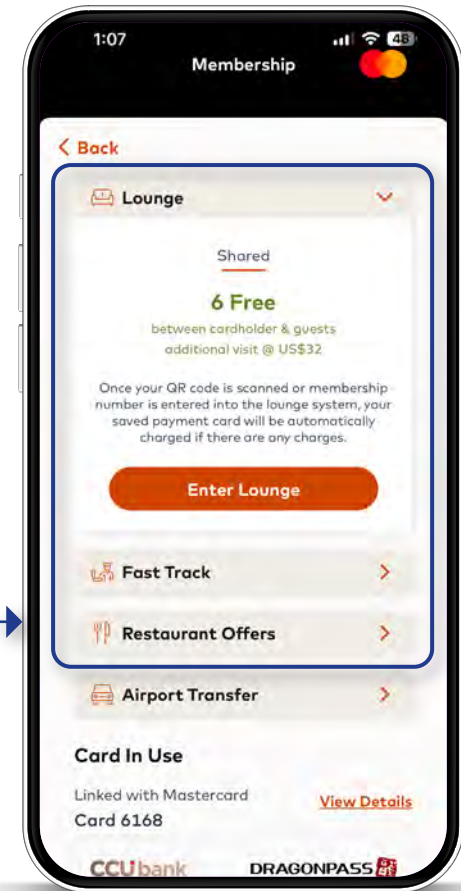 1:07
48
Membership
Back
Lounge
Shared
6 Free
between cardholder & guests
additional visit @ US$32
Once your QR code is scanned or membership
number is entered into the lounge system, your
saved payment card will be automatically
charged if there are any charges.
Enter Lounge
Fast Track
Restaurant Offers
Airport Transfer
Card In Use
Linked with Mastercard
View Details
Card 6168
CCUbank
DRAGONPASS